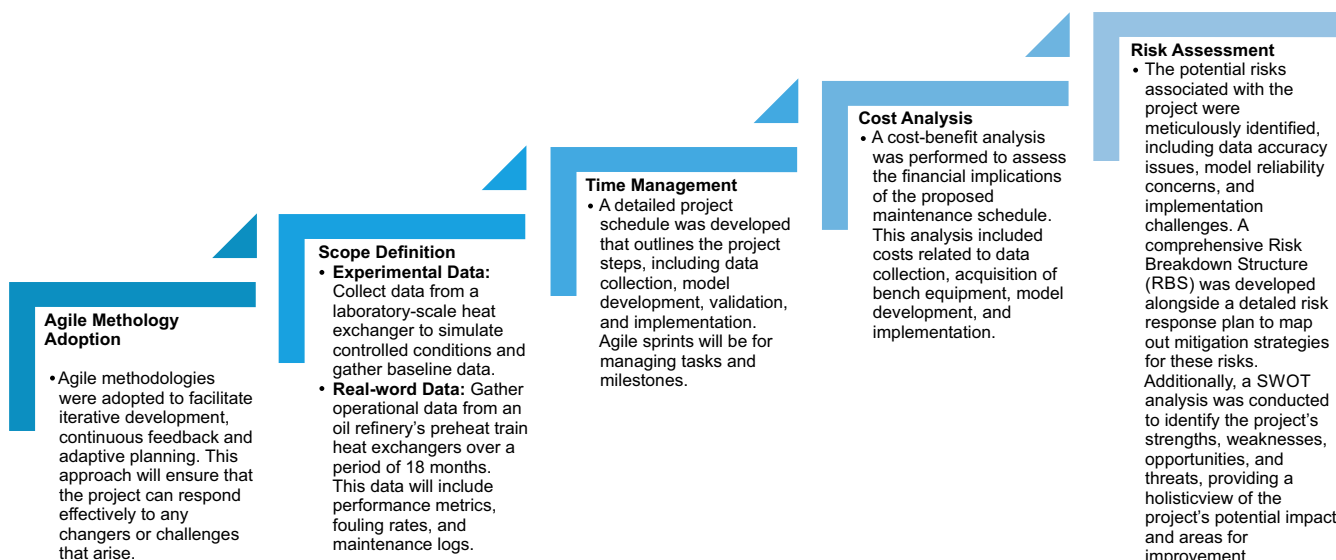 Agile Methology
Adoption
• Agile methodologies
were adopted to facilitate
iterative development,
continuous feedback and
adaptive planning. This
approach will ensure that
the project can respond
effectively to any
changers or challenges
that arise.
Scope Definition
• Experimental Data:
Collect data from a
laboratory-scale heat
exchanger to simulate
controlled conditions and
gather baseline data.
• Real-word Data: Gather
operational data from an
oil refinery's preheat train
heat exchangers over a
period of 18 months.
This data will include
performance metrics,
fouling rates, and
maintenance logs.
Time Management
• A detailed project
schedule was developed
that outlines the project
steps, including data
collection, model
development, validation,
and implementation.
Agile sprints will be for
managing tasks and
milestones.
Cost Analysis
• A cost-benefit analysis
was performed to assess
the financial implications
of the proposed
maintenance schedule.
This analysis included
costs related to data
collection, acquisition of
bench equipment, model
development, and
implementation.
Risk Assessment
• The potential risks
associated with the
project were
meticulously identified,
including data accuracy
issues, model reliability
concerns, and
implementation
challenges. A
comprehensive Risk
Breakdown Structure
(RBS) was developed
alongside a detaled risk
response plan to map
out mitigation strategies
for these risks.
Additionally, a SWOT
analysis was conducted
to identify the project's
strengths, weaknesses,
opportunities, and
threats, providing a
holisticview of the
project's potential impact
and areas for
improvement